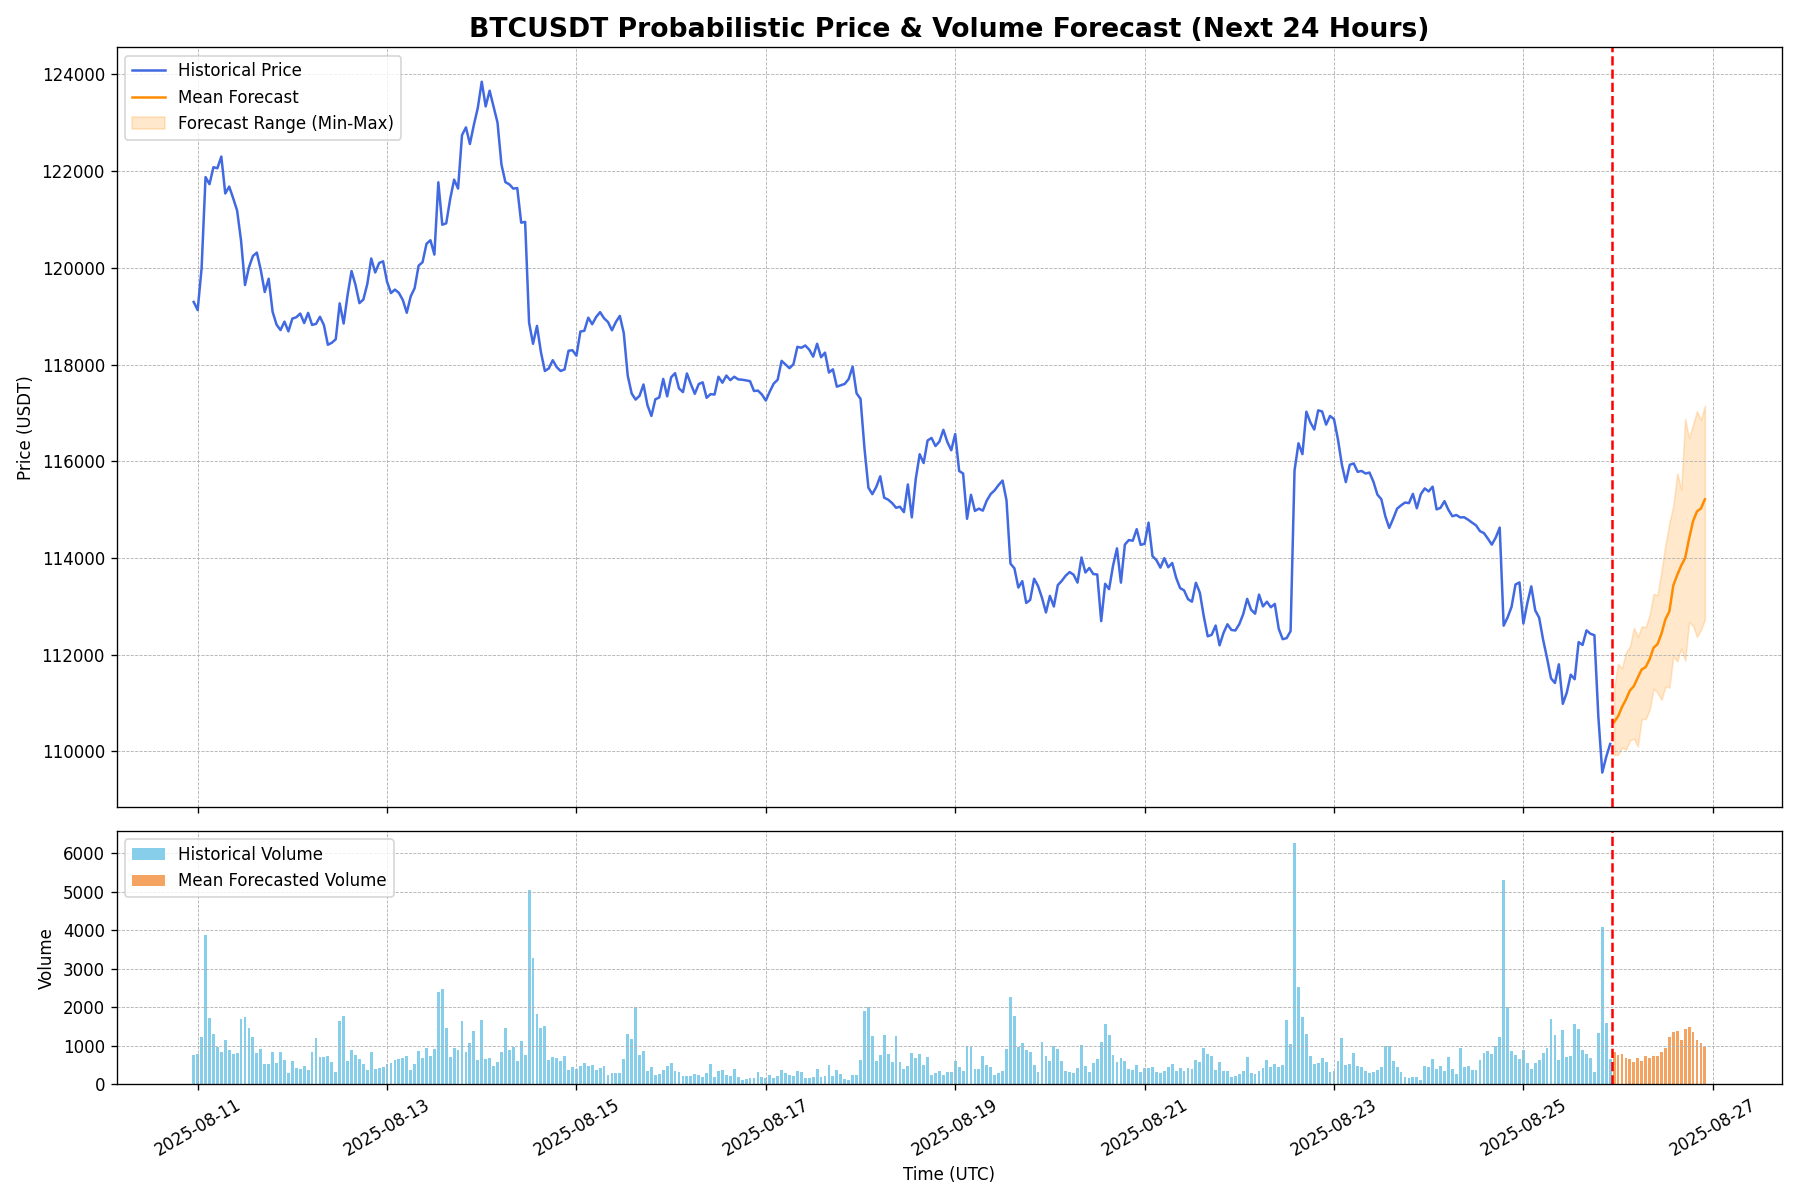 BTCUSDT Probabilistic Price & Volume Forecast (Next 24 Hours)
Historical Price
Mean Forecast
Forecast Range (Min-Max)
124000
122000
120000
118000
116000
114000
112000
110000
Price (USDT)
Historical Volume
Mean Forecasted Volume
6000
5000
4000
3000
2000
1000
0
Volume
2025-08-11
2025-08-13
2025-08-15
2025-08-17
2025-08-19
2025-08-21
2025-08-23
2025-08-25
2025-08-27
Time (UTC)